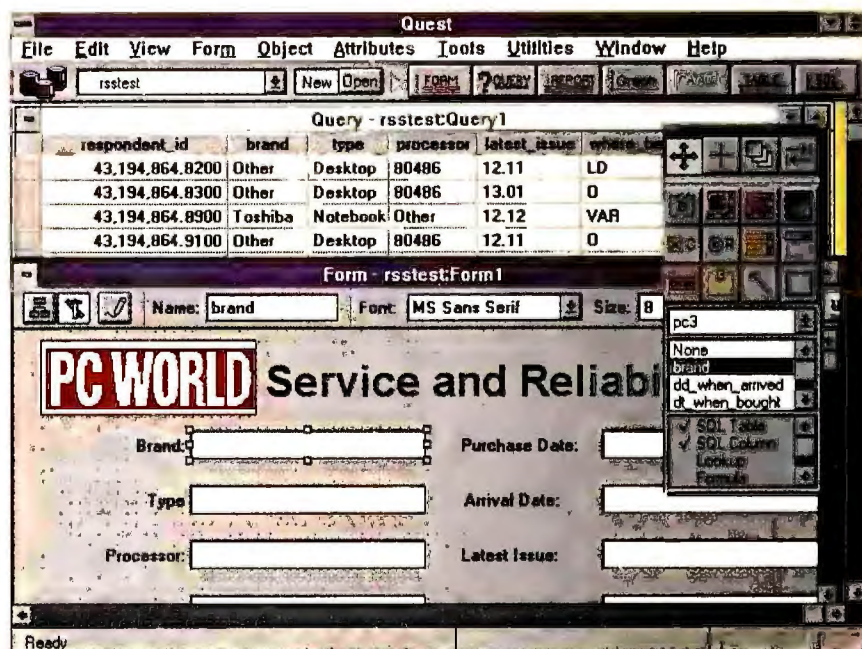 Quest
File Edit View Form Object Attributes Tools Utilities Window Help
rsstest New Open FORM QUERY REPORT Graph TABLE SQL
Query - rsstest:Query1
respondent_id brand type processor latest_issue
43,194,864.8200 Other Desktop 80486 12.11 LD
43,194,864.8300 Other Desktop 80486 13.01 O
43,194,864.8900 Toshiba Notebook Other 12.12 VAR
43,194,864.9100 Other Desktop 80486 12.11 O
Form - rsstest:Form1
Name: brand Font: MS Sans Serif Size: 8
pc3
None
brand
dd_when_arrived
dt_when_bought
SQL Table
SQL Column
Lookup
Formula
PC WORLD Service and Reliabi
Brand: Purchase Date:
Type Arrival Date:
Processor: Latest Issue:
Ready